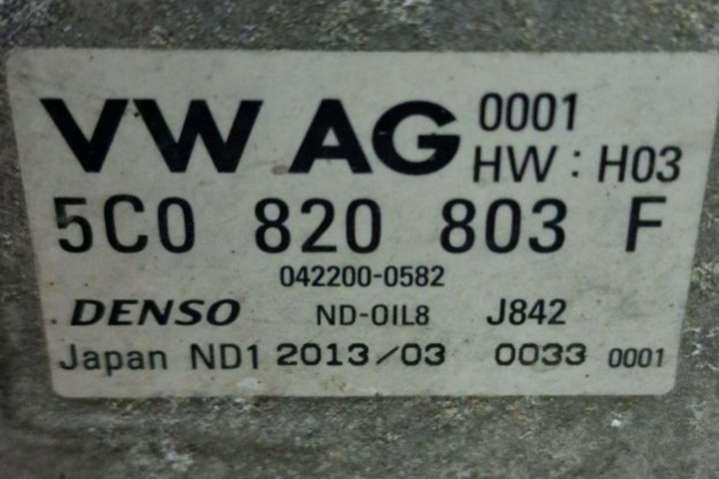 VW AG 0001
HW : H03
5C0 820 803 F
042200-0582
DENSO ND-OIL8 J842
Japan ND1 2013/03 0033 0001